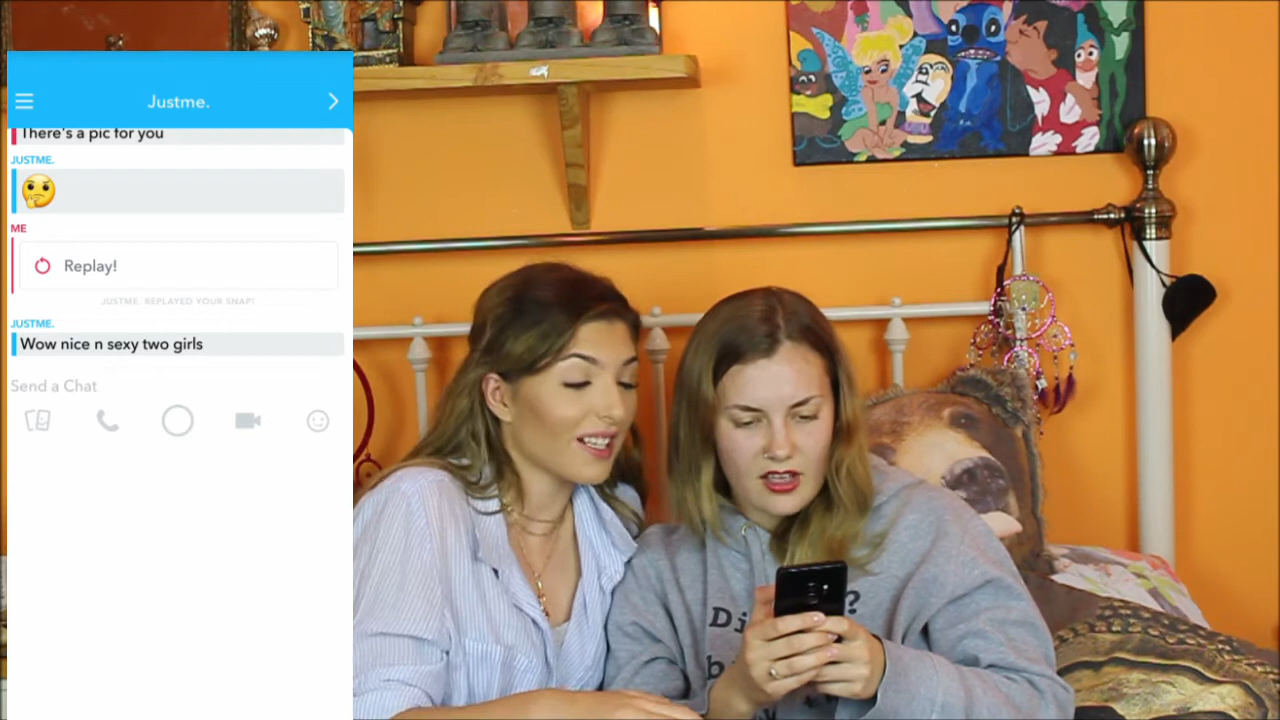 Justme.
There's a pic for you
JUSTME.
ME
Replay!
JUSTME. REPLAYED YOUR SNAP!
JUSTME.
Wow nice n sexy two girls
Send a Chat
Di ?
b